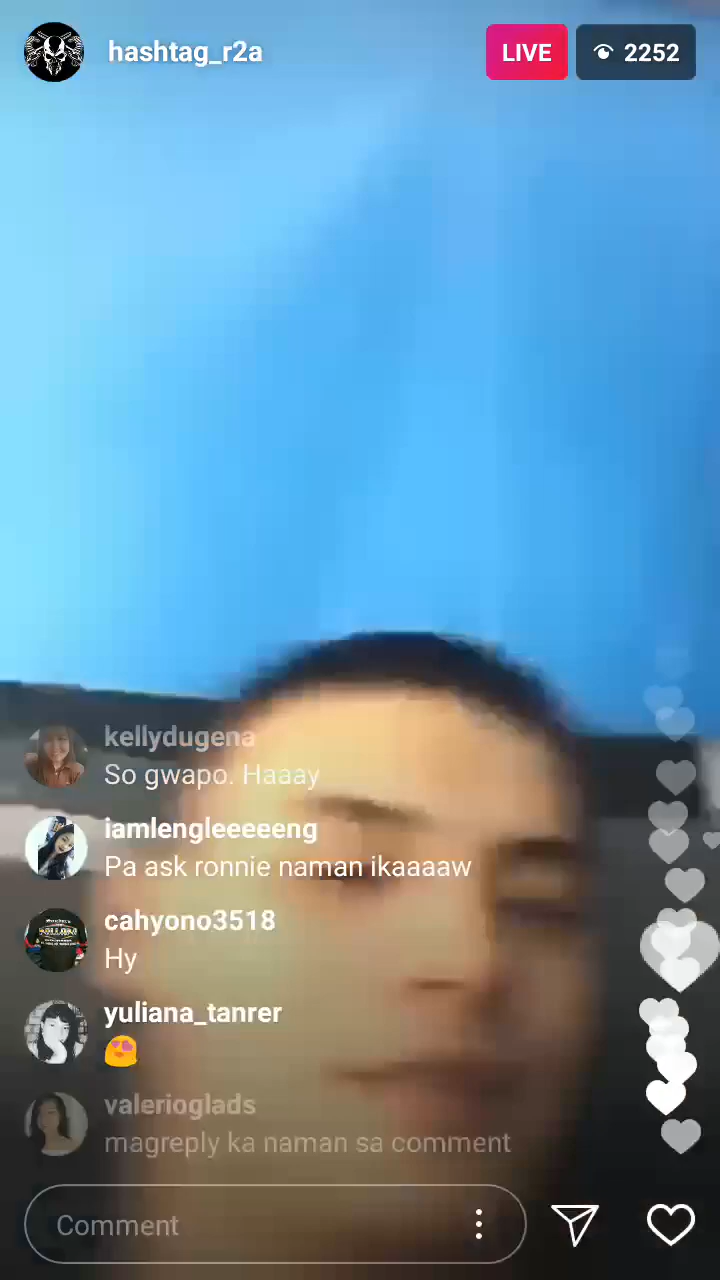 hashtag_r2a
LIVE
2252
kellydugena
So gwapo. Haaay
iamlengleeeeeng
Pa ask ronnie naman ikaaaaw
cahyono3518
Hy
yuliana_tanrer
😍
valerioglads
magreply ka naman sa comment
Comment